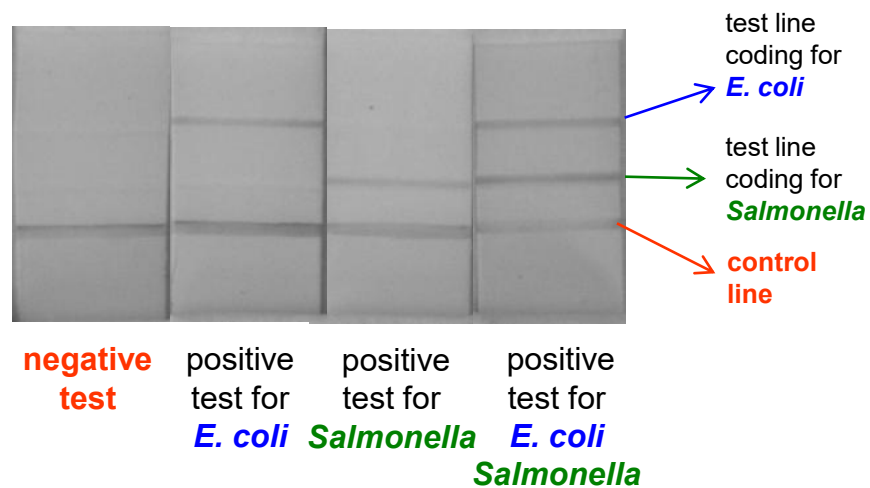 test line
coding for
E. coli
test line
coding for
Salmonella
control
line
negative
test
positive
test for
E. coli
positive
test for
Salmonella
positive
test for
E. coli
Salmonella